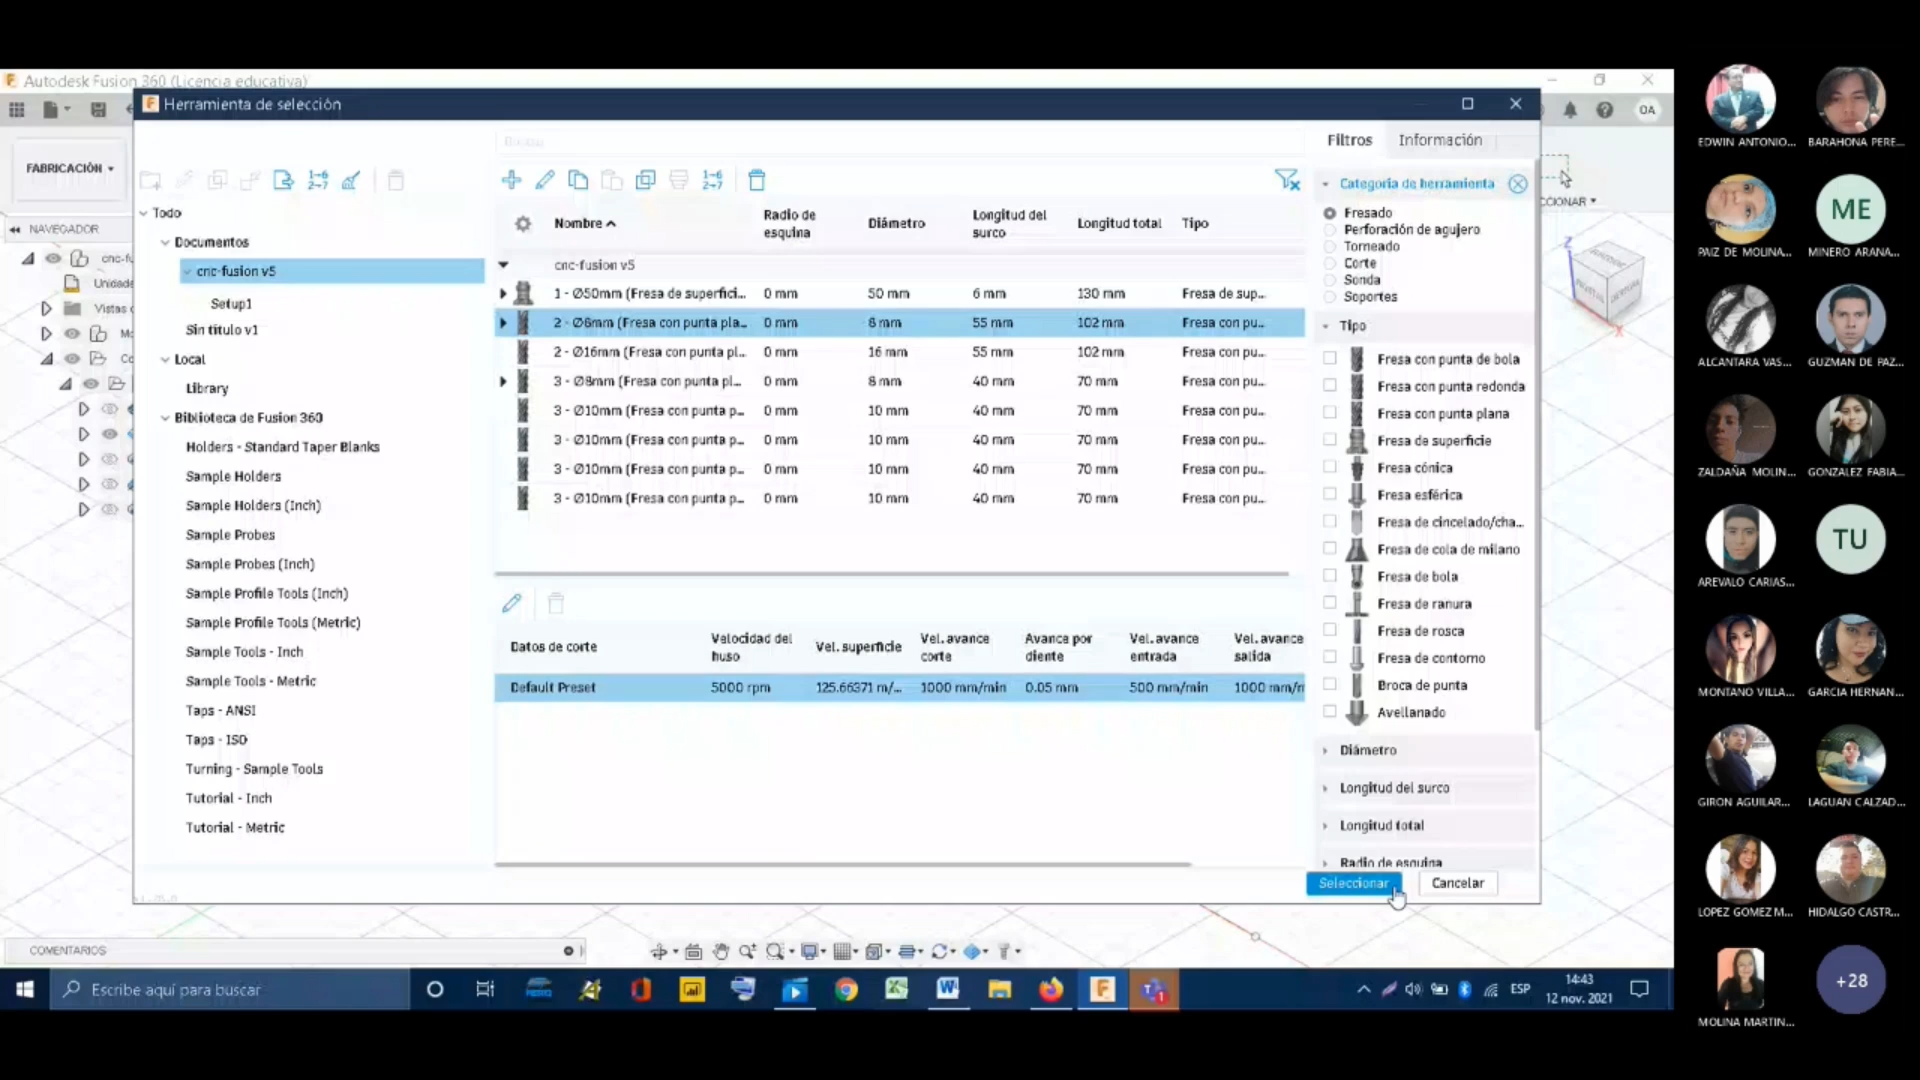 Autodesk Fusion 360 (Licencia educativa)
Herramienta de selección
OA
FABRICACIÓN
NAVEGADOR
Buscar
Filtros
Información
Todo
Documentos
cnc-fusion v5
Setup1
Sin título v1
Local
Library
Biblioteca de Fusion 360
Holders - Standard Taper Blanks
Sample Holders
Sample Holders (Inch)
Sample Probes
Sample Probes (Inch)
Sample Profile Tools (Inch)
Sample Profile Tools (Metric)
Sample Tools - Inch
Sample Tools - Metric
Taps - ANSI
Taps - ISO
Turning - Sample Tools
Tutorial - Inch
Tutorial - Metric
Nombre Radio de esquina Diámetro Longitud del surco Longitud total Tipo
cnc-fusion v5
1 - Ø50mm (Fresa de superfici... 0 mm 50 mm 6 mm 130 mm Fresa de sup...
2 - Ø6mm (Fresa con punta pla... 0 mm 6 mm 55 mm 102 mm Fresa con pu...
2 - Ø16mm (Fresa con punta pl... 0 mm 16 mm 55 mm 102 mm Fresa con pu...
3 - Ø8mm (Fresa con punta pl... 0 mm 8 mm 40 mm 70 mm Fresa con pu...
3 - Ø10mm (Fresa con punta p... 0 mm 10 mm 40 mm 70 mm Fresa con pu...
3 - Ø10mm (Fresa con punta p... 0 mm 10 mm 40 mm 70 mm Fresa con pu...
3 - Ø10mm (Fresa con punta p... 0 mm 10 mm 40 mm 70 mm Fresa con pu...
3 - Ø10mm (Fresa con punta p... 0 mm 10 mm 40 mm 70 mm Fresa con pu...
Datos de corte Velocidad del huso Vel. superficie Vel. avance corte Avance por diente Vel. avance entrada Vel. avance salida
Default Preset 5000 rpm 125.66371 m/... 1000 mm/min 0.05 mm 500 mm/min 1000 mm/
Categoría de herramienta
Fresado
Perforación de agujero
Torneado
Corte
Sonda
Soportes
Tipo
Fresa con punta de bola
Fresa con punta redonda
Fresa con punta plana
Fresa de superficie
Fresa cónica
Fresa esférica
Fresa de cincelado/cha...
Fresa de cola de milano
Fresa de bola
Fresa de ranura
Fresa de rosca
Fresa de contorno
Broca de punta
Avellanado
Diámetro
Longitud del surco
Longitud total
Radio de esquina
Seleccionar
Cancelar
COMENTARIOS
Escribe aquí para buscar
ESP
14:43
12 nov. 2021
EDWIN ANTONIO... BARAHONA PERE...
ME
PAIZ DE MOLINA... MINERO ARANA...
ALCANTARA VAS... GUZMAN DE PAZ...
ZALDAÑA MOLIN... GONZALEZ FABIA...
TU
AREVALO CARIAS...
MONTANO VILLA... GARCIA HERNAN...
GIRON AGUILAR... LAGUAN CALZAD...
LOPEZ GOMEZ M... HIDALGO CASTR...
+28
MOLINA MARTIN...